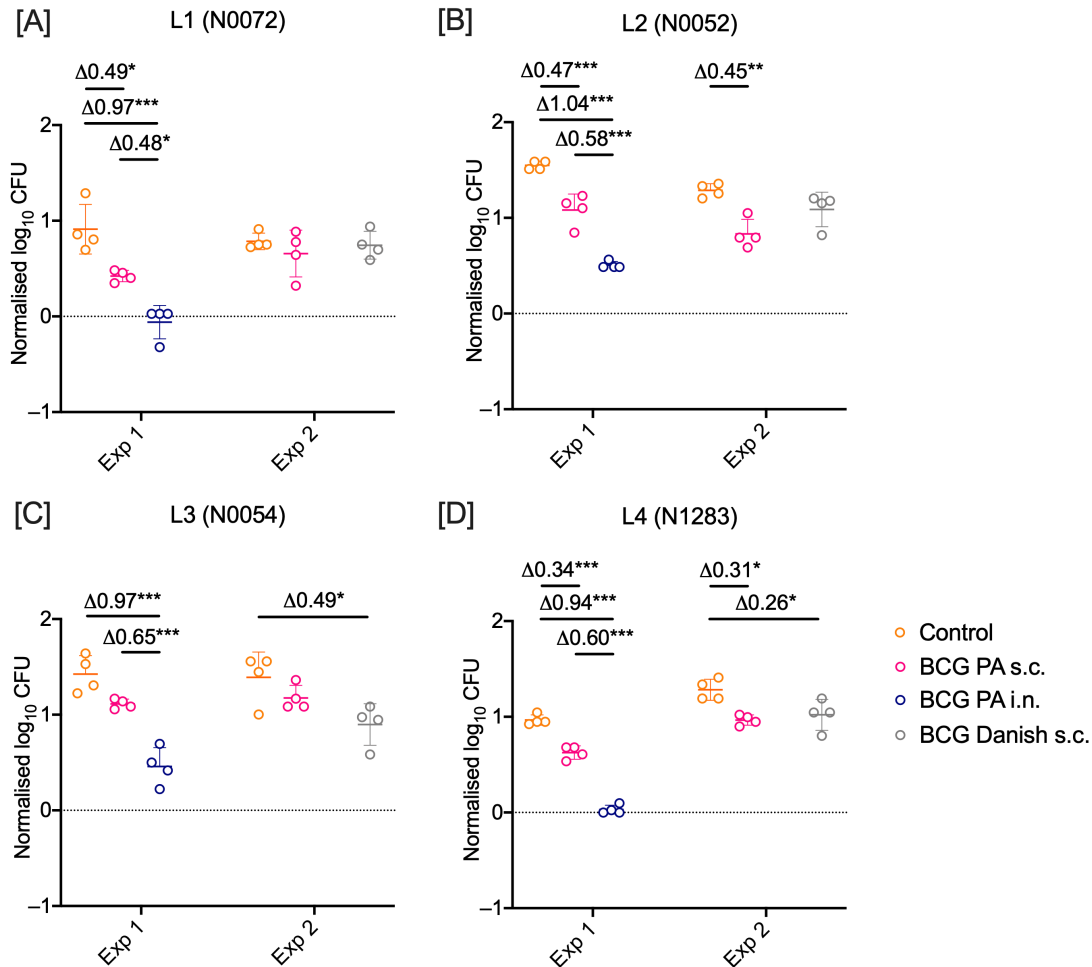 [A]
L1 (N0072)
Δ0.49*
Δ0.97***
Δ0.48*
Normalised log10 CFU
2
1
0
–1
Exp 1
Exp 2
[B]
L2 (N0052)
Δ0.47***
Δ0.45**
Δ1.04***
Δ0.58***
Normalised log10 CFU
2
1
0
–1
Exp 1
Exp 2
[C]
L3 (N0054)
Δ0.97***
Δ0.49*
Δ0.65***
Normalised log10 CFU
2
1
0
–1
Exp 1
Exp 2
[D]
L4 (N1283)
Δ0.34***
Δ0.31*
Δ0.94***
Δ0.26*
Δ0.60***
Normalised log10 CFU
2
1
0
–1
Exp 1
Exp 2
Control
BCG PA s.c.
BCG PA i.n.
BCG Danish s.c.